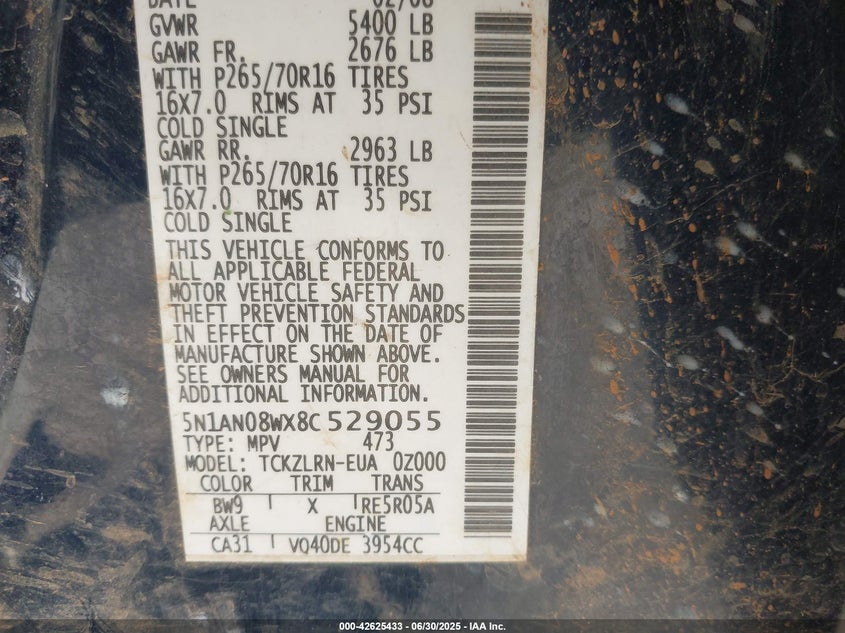 DATE 02/08
GVWR 5400 LB
GAWR FR. 2676 LB
WITH P265/70R16 TIRES
16X7.0 RIMS AT 35 PSI
COLD SINGLE
GAWR RR. 2963 LB
WITH P265/70R16 TIRES
16X7.0 RIMS AT 35 PSI
COLD SINGLE
THIS VEHICLE CONFORMS TO
ALL APPLICABLE FEDERAL
MOTOR VEHICLE SAFETY AND
THEFT PREVENTION STANDARDS
IN EFFECT ON THE DATE OF
MANUFACTURE SHOWN ABOVE.
SEE OWNERS MANUAL FOR
ADDITIONAL INFORMATION.
5N1AN08WX8C529055
TYPE: MPV 473
MODEL: TCKZLRN-EUA 0Z000
COLOR TRIM TRANS
BW9 X RE5R05A
AXLE ENGINE
CA31 VQ40DE 3954CC
000-42625433 - 06/30/2025 - IAA Inc.